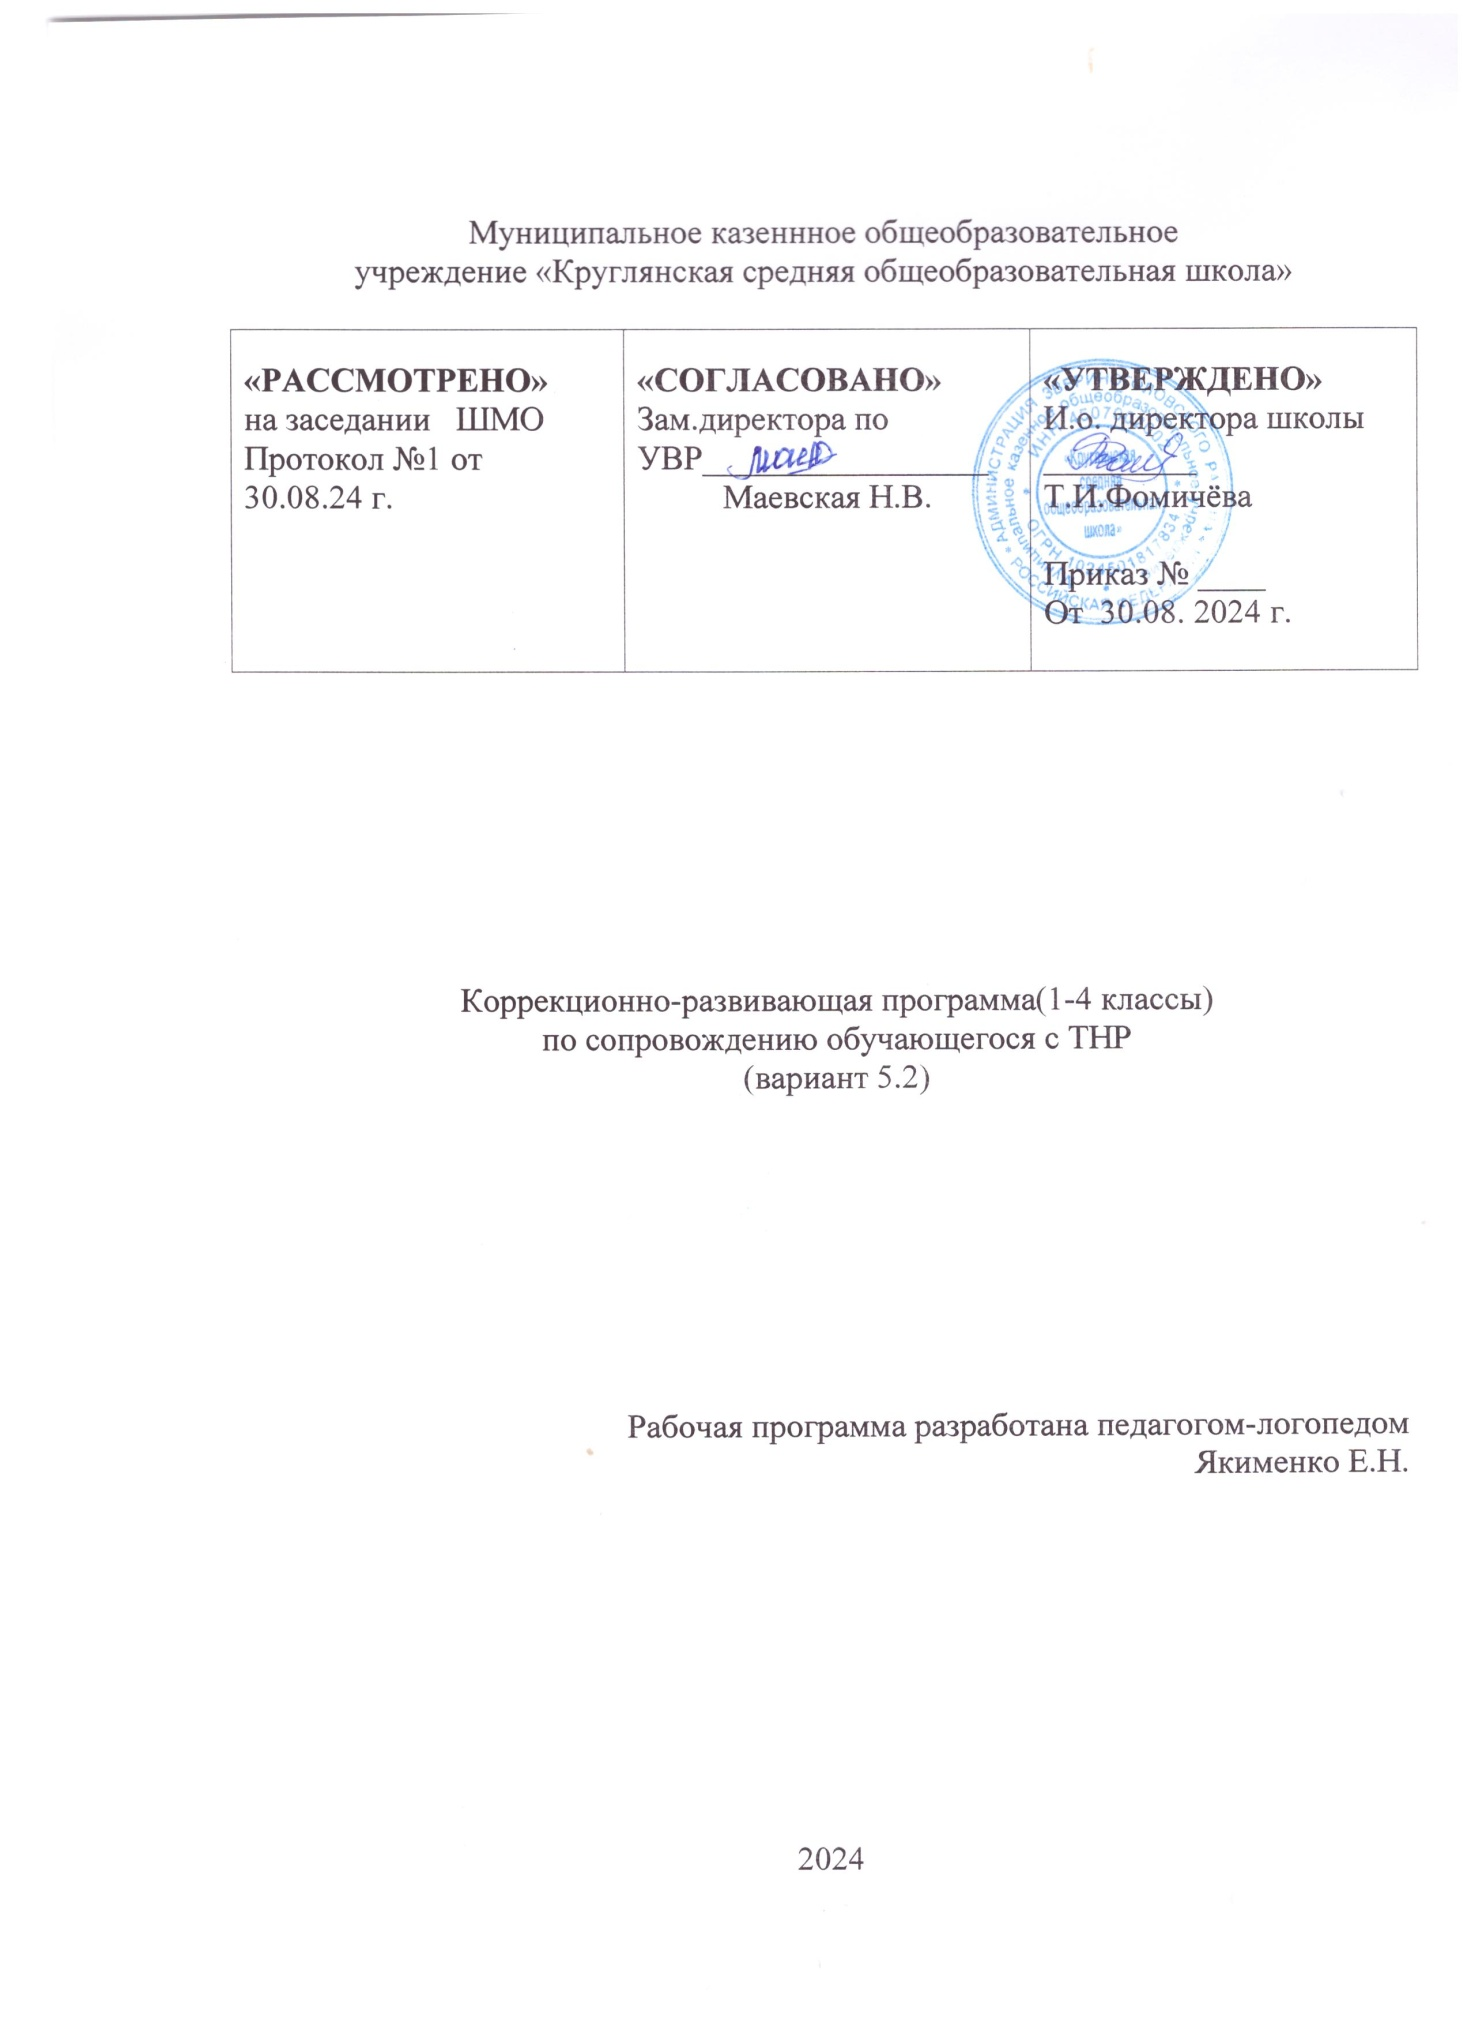 Муниципальное казеннное общеобразовательное
учреждение «Круглянская средняя общеобразовательная школа»
«РАССМОТРЕНО»
на заседании ШМО
Протокол №1 от
30.08.24 г.
«СОГЛАСОВАНО»
Зам.директора по
УВР
Маевская Н.В.
«УТВЕРЖДЕНО»
И.о. директора школы
Т.И.Фомичёва
Приказ № ____
От 30.08. 2024 г.
средняя
школа»
Коррекционно-развивающая программа(1-4 классы)
по сопровождению обучающегося с ТНР
(вариант 5.2)
Рабочая программа разработана педагогом-логопедом
Якименко Е.Н.
2024